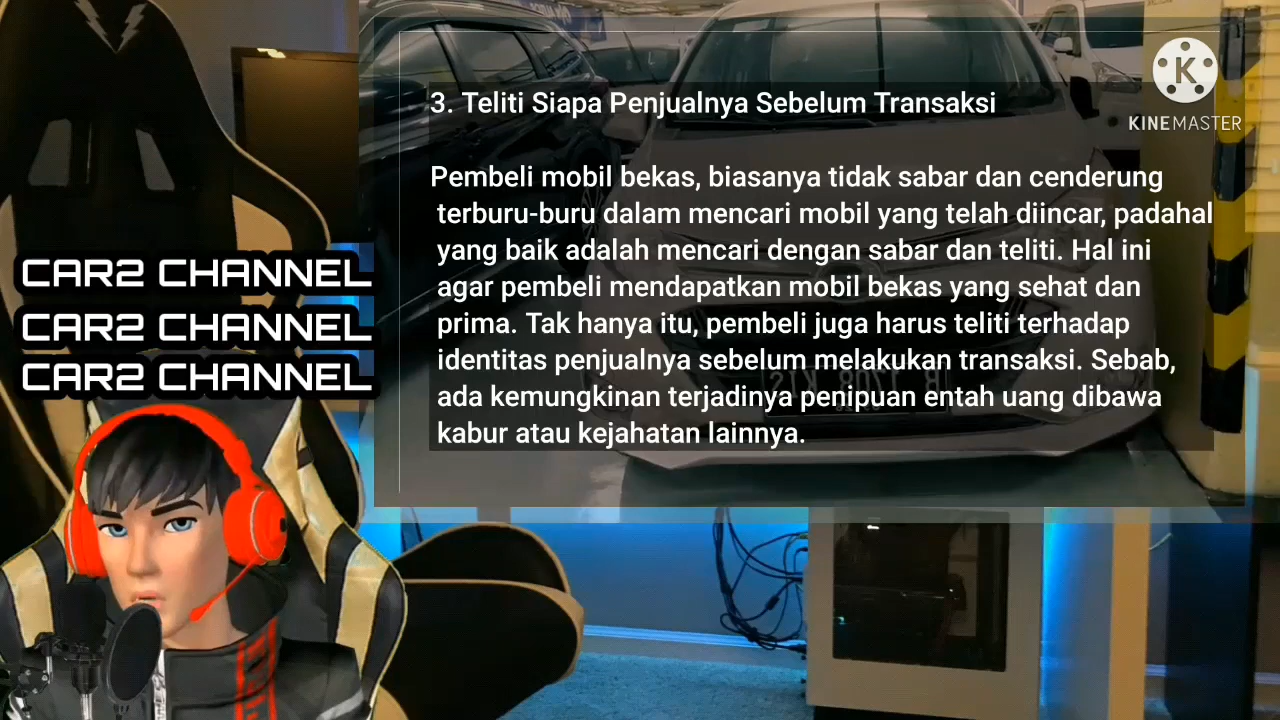 3. Teliti Siapa Penjualnya Sebelum Transaksi
Pembeli mobil bekas, biasanya tidak sabar dan cenderung
terburu-buru dalam mencari mobil yang telah diincar, padahal
yang baik adalah mencari dengan sabar dan teliti. Hal ini
agar pembeli mendapatkan mobil bekas yang sehat dan
prima. Tak hanya itu, pembeli juga harus teliti terhadap
identitas penjualnya sebelum melakukan transaksi. Sebab,
ada kemungkinan terjadinya penipuan entah uang dibawa
kabur atau kejahatan lainnya.
K
KINEMASTER
CAR2 CHANNEL
CAR2 CHANNEL
CAR2 CHANNEL